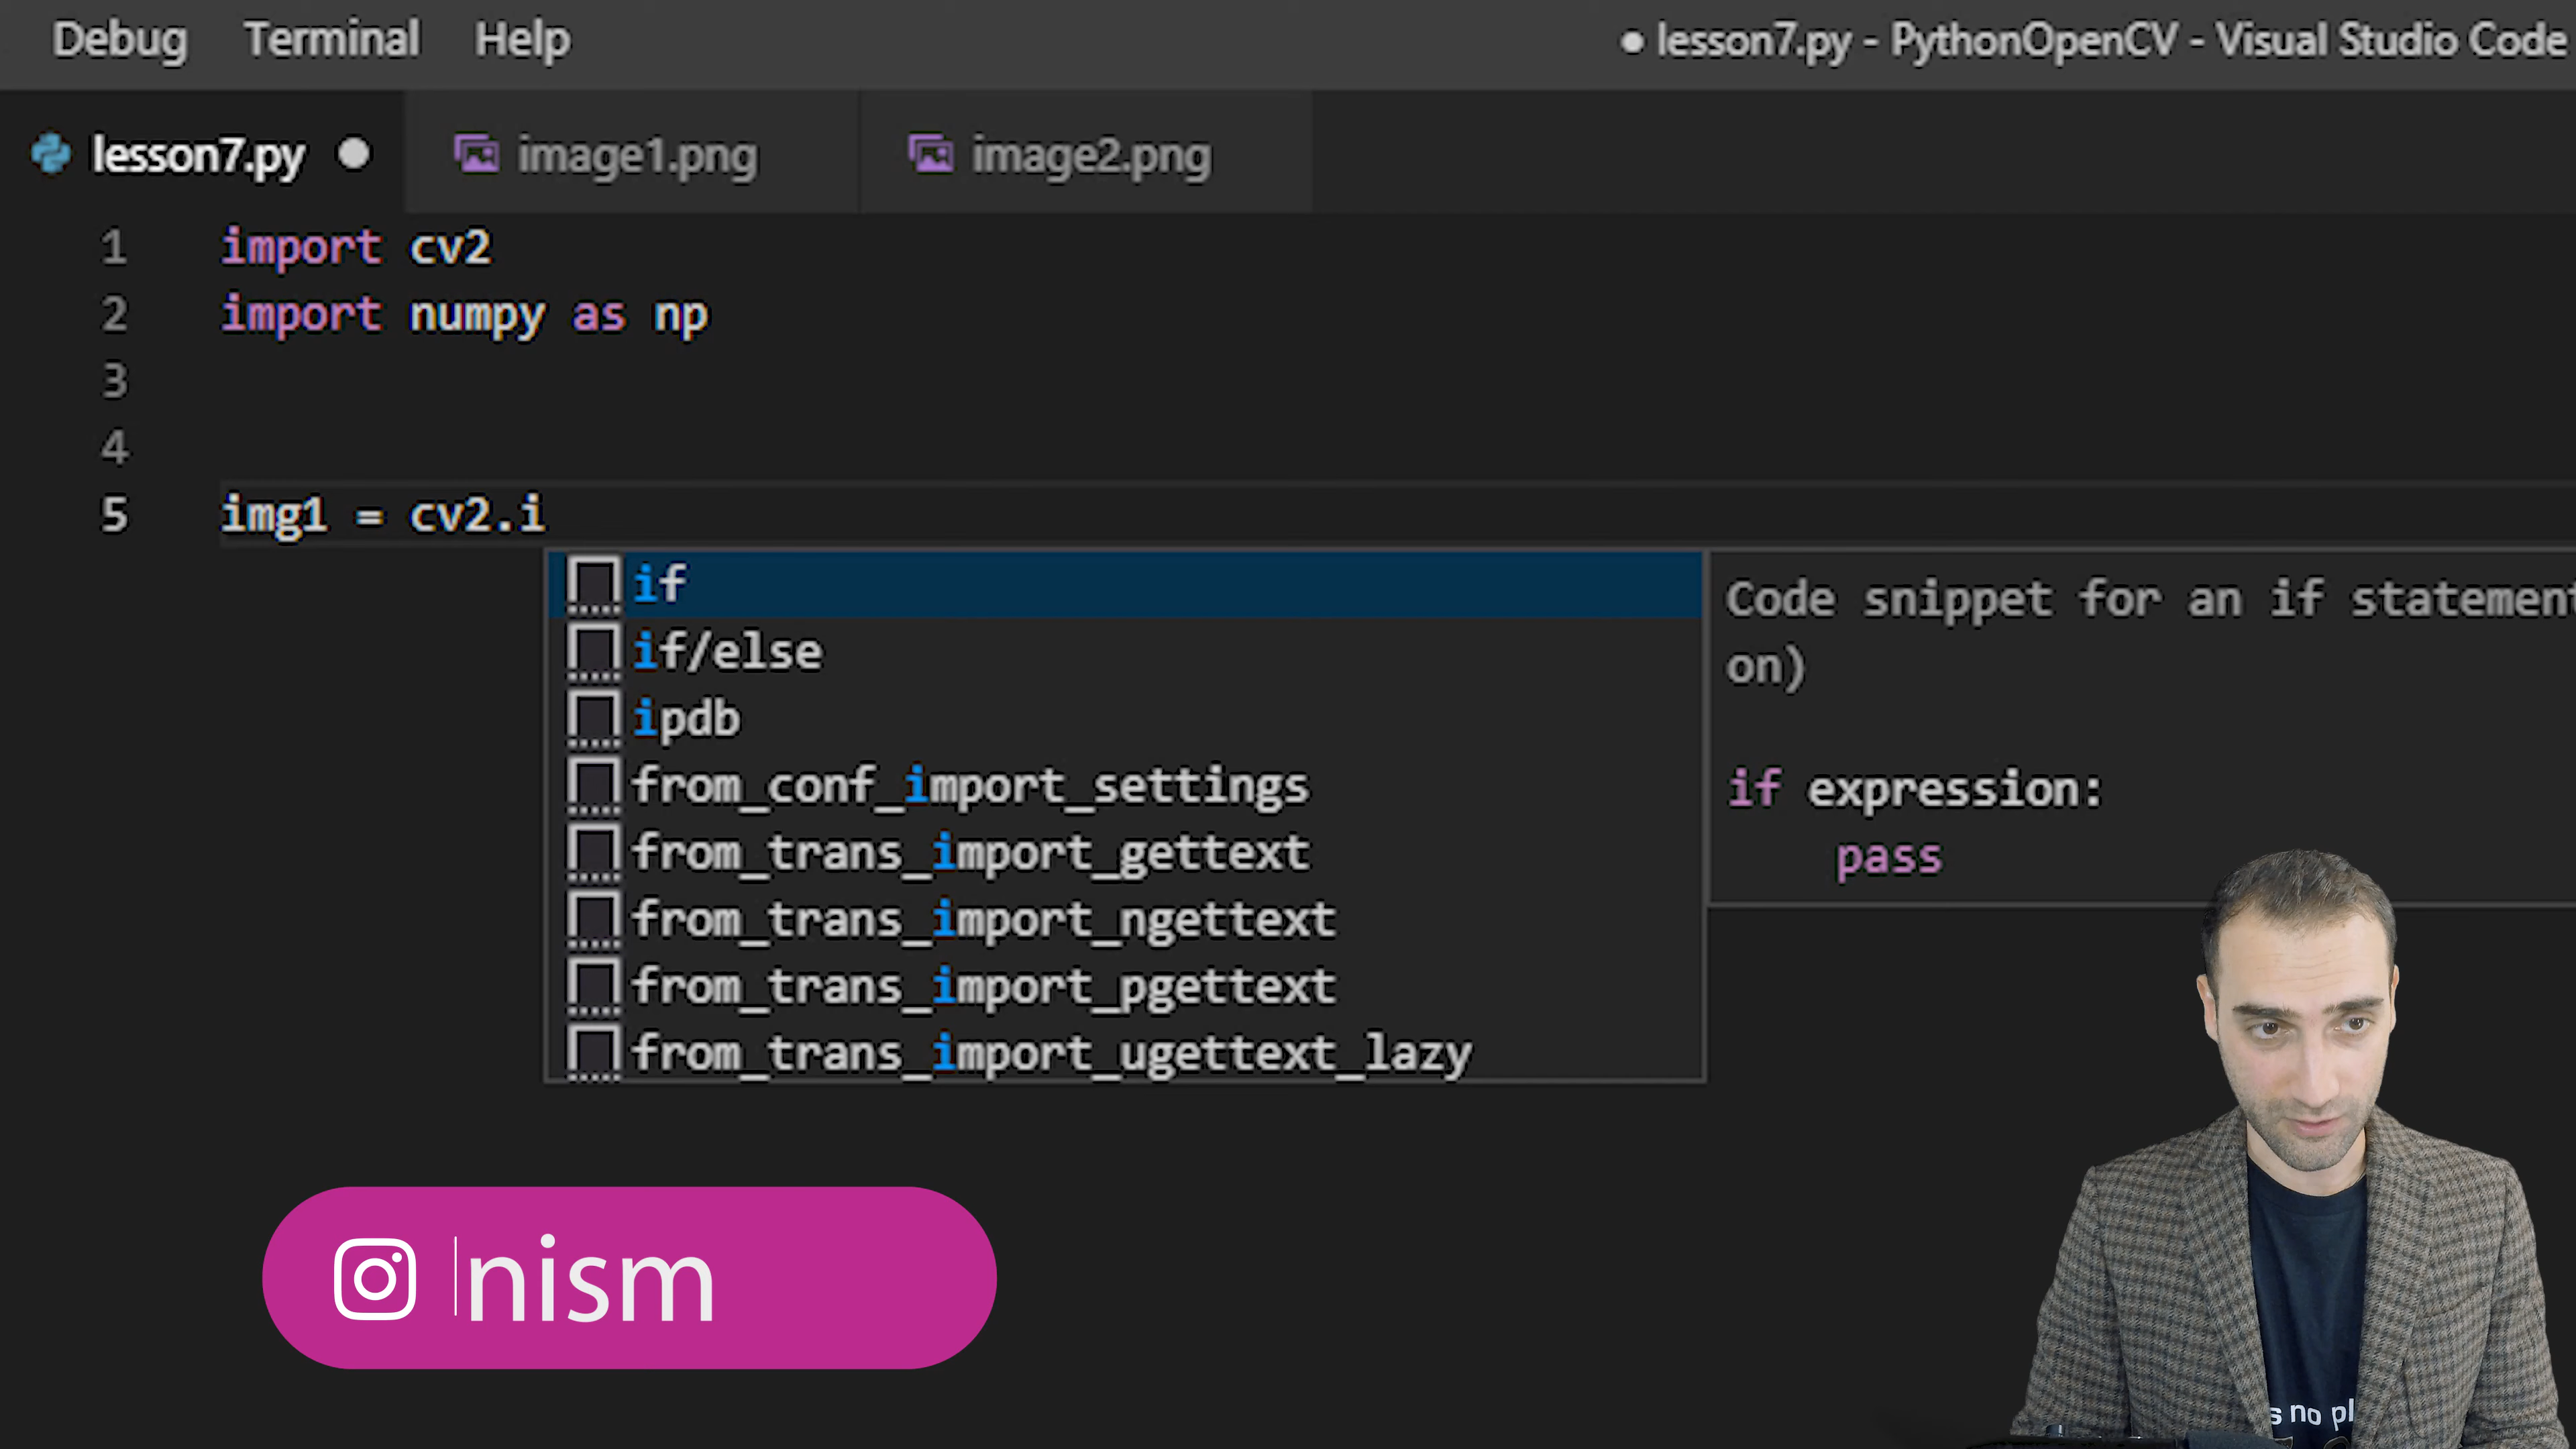 Debug Terminal Help
● lesson7.py - PythonOpenCV - Visual Studio Code
lesson7.py ●
image1.png
image2.png
1 import cv2
2 import numpy as np
3
4
5 img1 = cv2.i
if
if/else
ipdb
from_conf_import_settings
from_trans_import_gettext
from_trans_import_ngettext
from_trans_import_pgettext
from_trans_import_ugettext_lazy
Code snippet for an if statement
on)
if expression:
pass
nism
s no pl